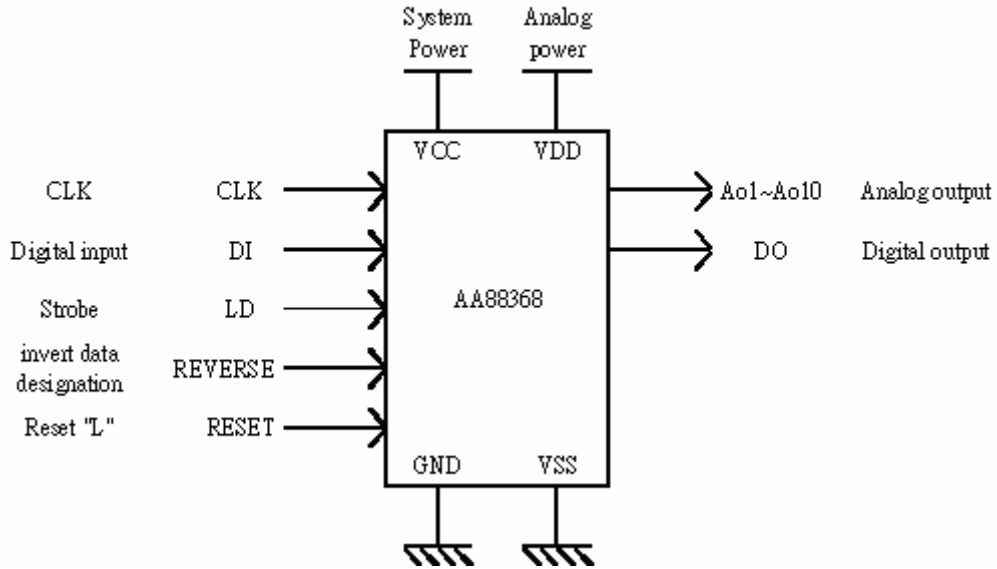 System Power
Analog power
VCC
VDD
CLK
CLK
Ao1~Ao10
Analog output
Digital input
DI
DO
Digital output
AA88368
Strobe
LD
invert data
designation
REVERSE
Reset "L"
RESET
GND
VSS